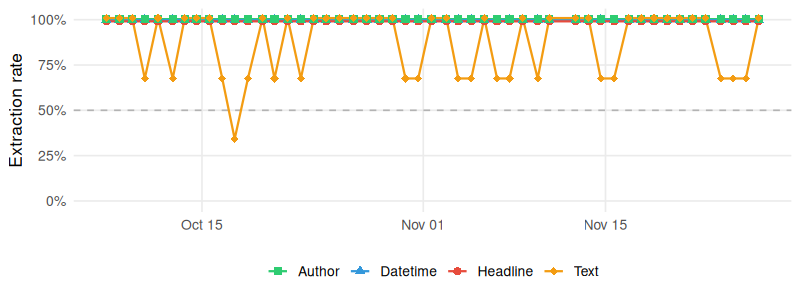 Extraction rate
100%
75%
50%
25%
0%
Oct 15 Nov 01 Nov 15
Author Datetime Headline Text